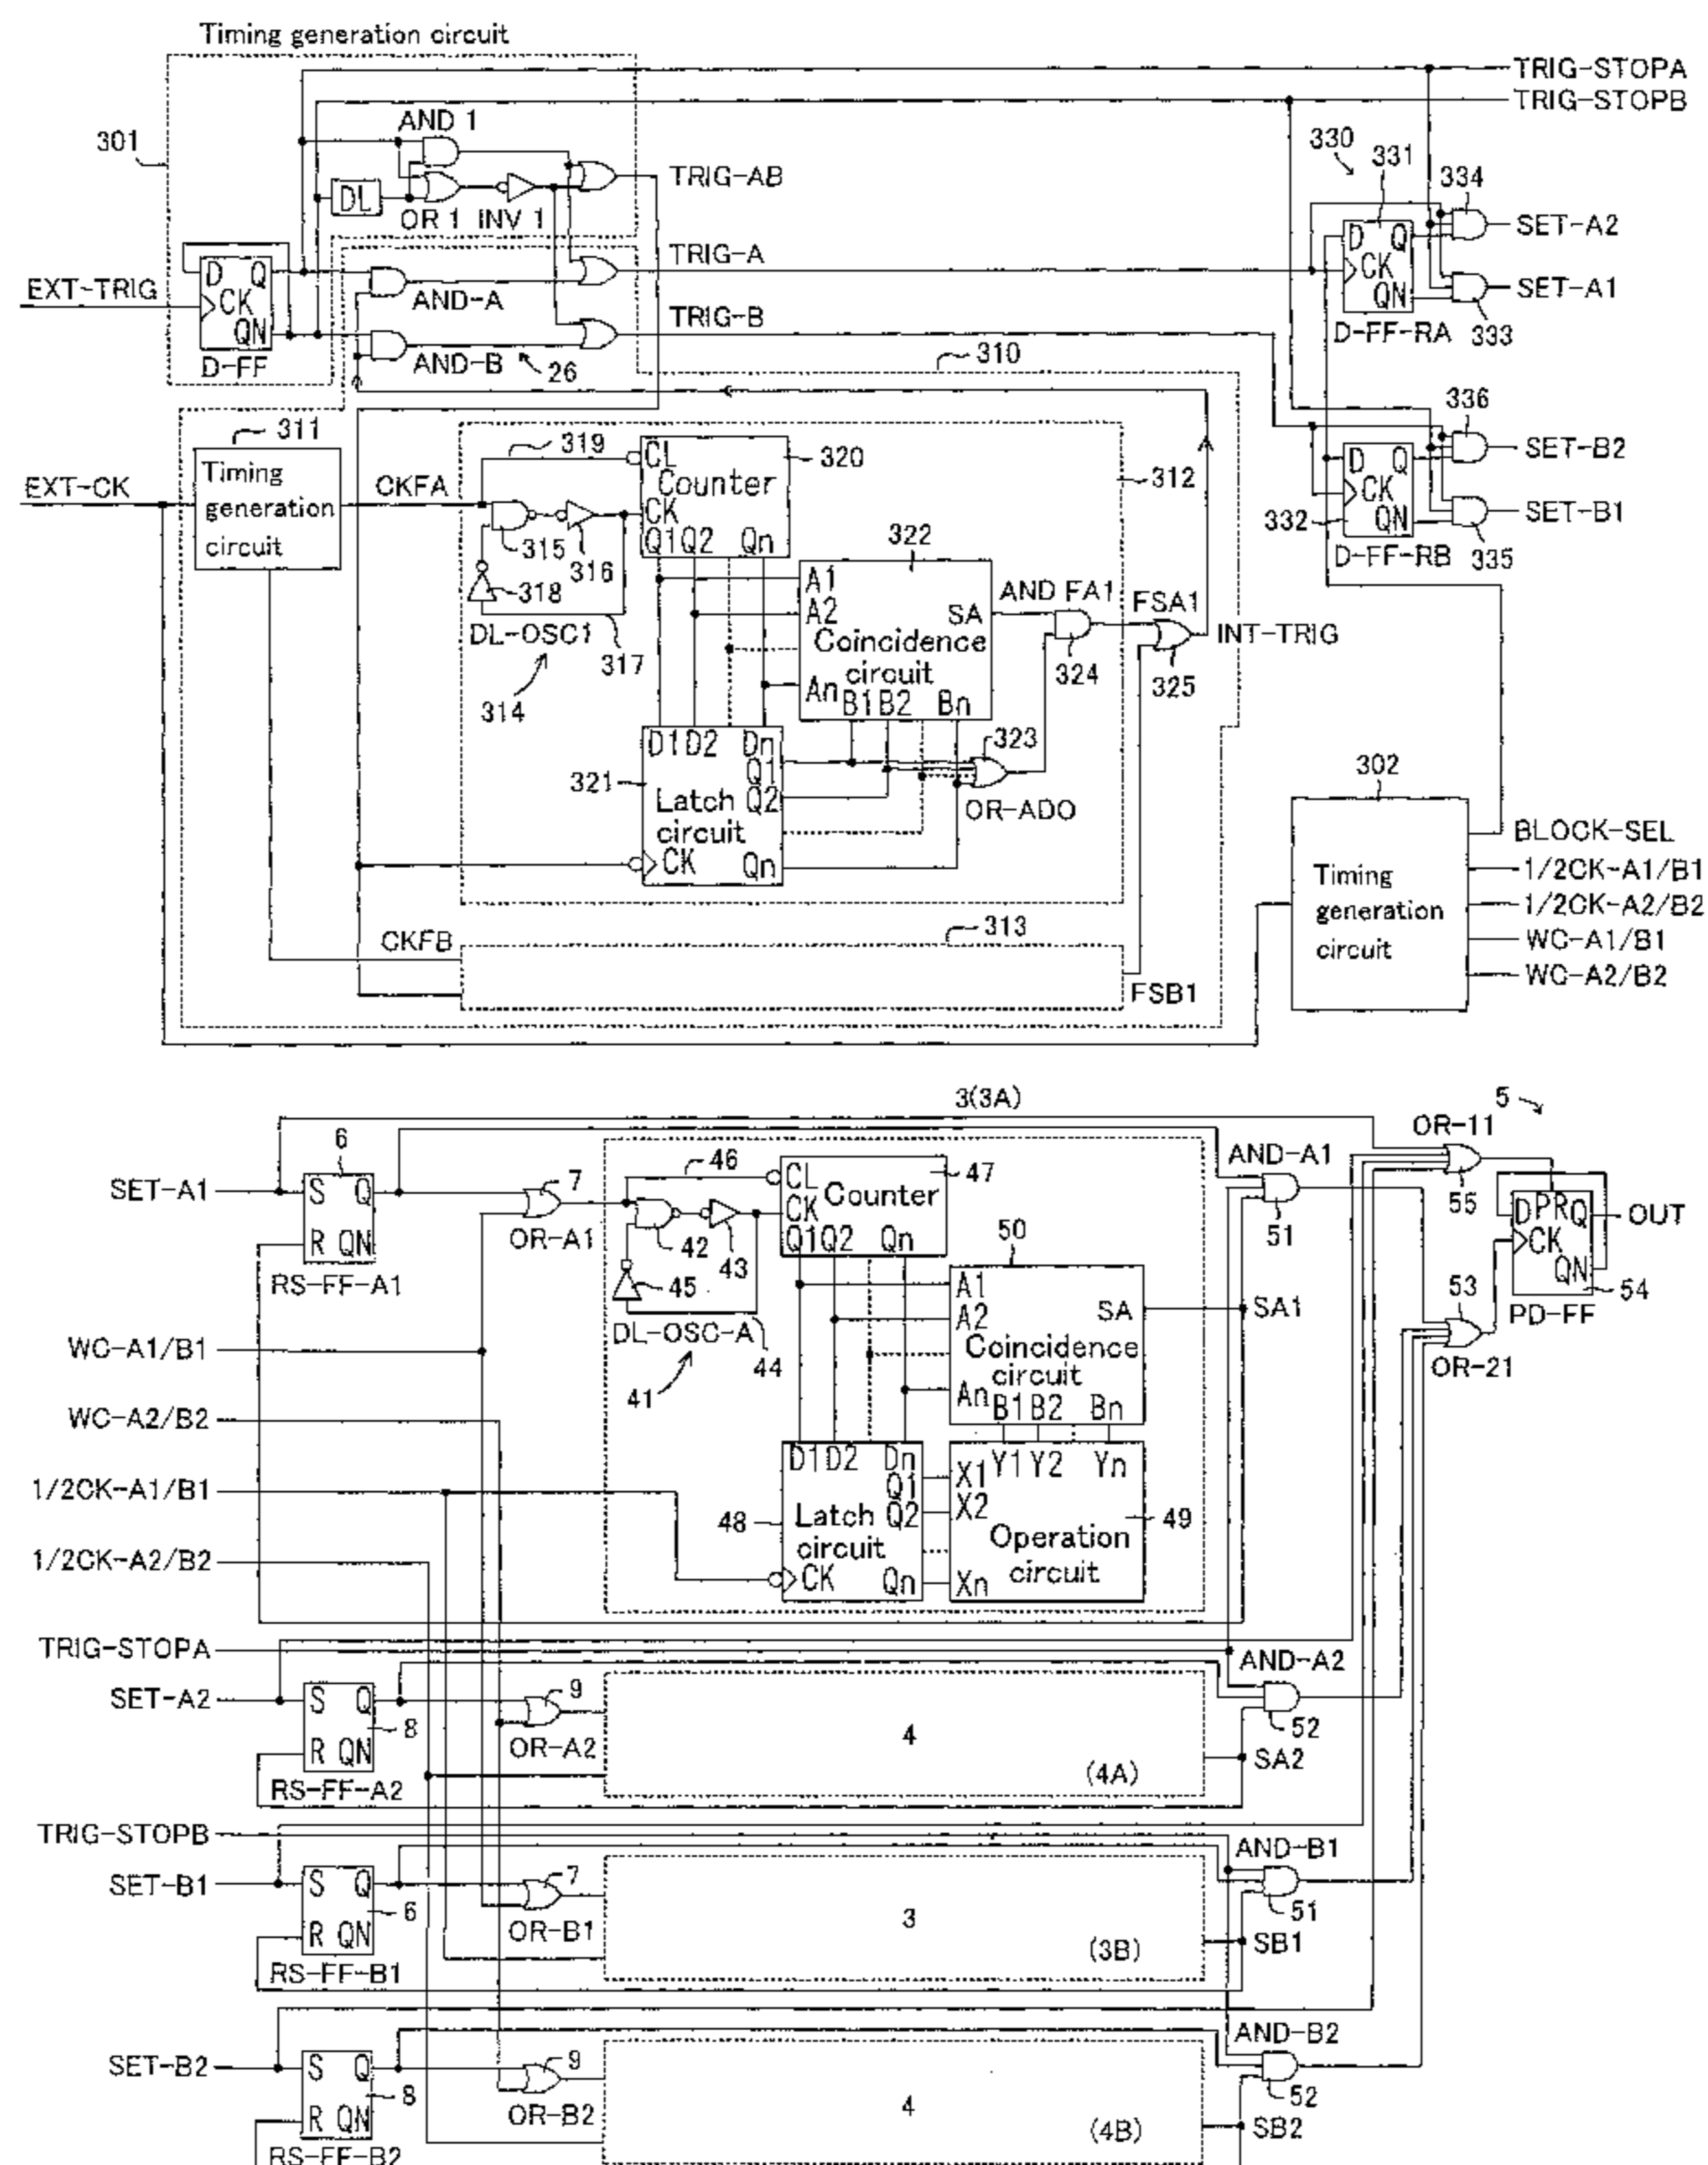 Timing generation circuit
TRIG-STOPA
TRIG-STOPB
AND 1
301
330
331
334
TRIG-AB
DL
OR 1 INV 1
SET-A2
D Q
CK
QN
D-FF-RA
333
SET-A1
TRIG-A
EXT-TRIG
D Q
CK
QN
D-FF
AND-A
TRIG-B
AND-B
26
310
336
311
319
320
312
D Q
CK
QN
332
D-FF-RB
335
SET-B2
SET-B1
EXT-CK
Timing
generation
circuit
CKFA
CL
Counter
CK
Q1 Q2 Qn
315
316
318
DL-OSC1
317
314
322
A1
A2
An
SA
Coincidence
circuit
B1 B2 Bn
AND FA1
324
FSA1
325
INT-TRIG
323
OR-ADO
321
D1 D2 Dn
Q1
Latch Q2
circuit
CK Qn
302
Timing
generation
circuit
BLOCK-SEL
1/2CK-A1/B1
1/2CK-A2/B2
WC-A1/B1
WC-A2/B2
CKFB
313
FSB1
3(3A)
5
OR-11
6
SET-A1
S Q
R QN
RS-FF-A1
7
OR-A1
46
CL
Counter
CK
Q1 Q2 Qn
47
42
43
45
DL-OSC-A
44
41
50
A1
A2
An
SA
Coincidence
circuit
B1 B2 Bn
AND-A1
51
SA1
55
D PR Q
CK
QN
54
PD-FF
OUT
53
OR-21
WC-A1/B1
WC-A2/B2
1/2CK-A1/B1
1/2CK-A2/B2
48
D1 D2 Dn
Q1
Latch Q2
circuit
CK Qn
Y1 Y2 Yn
X1
X2
Xn
Operation
circuit
49
TRIG-STOPA
AND-A2
SET-A2
S Q
R QN
8
RS-FF-A2
9
OR-A2
4
(4A)
52
SA2
TRIG-STOPB
AND-B1
SET-B1
S Q
R QN
6
RS-FF-B1
7
OR-B1
3
(3B)
51
SB1
AND-B2
SET-B2
S Q
R QN
8
RS-FF-B2
9
OR-B2
4
(4B)
52
SB2